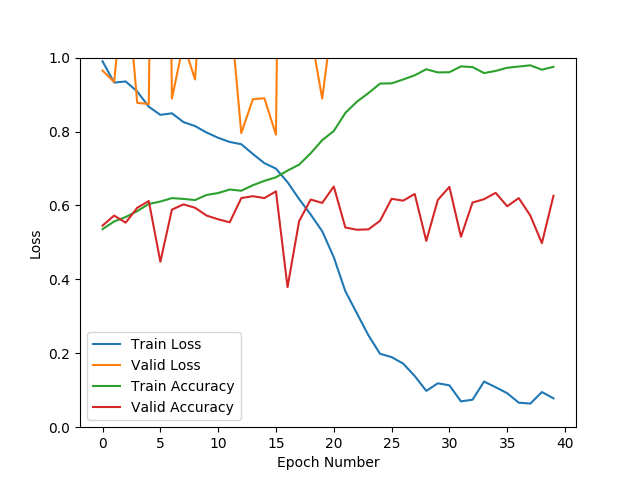 1.0
0.8
0.6
0.4
0.2
0.0
Loss
Train Loss
Valid Loss
Train Accuracy
Valid Accuracy
0 5 10 15 20 25 30 35 40
Epoch Number